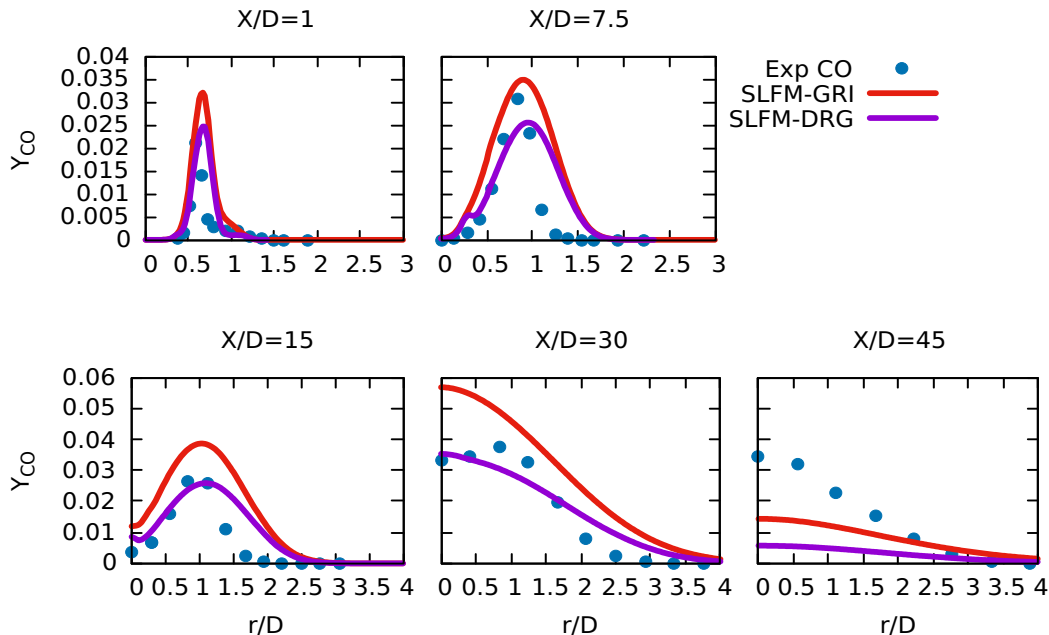 X/D=1
X/D=7.5
Exp CO
SLFM-GRI
SLFM-DRG
Y_CO
0.04
0.035
0.03
0.025
0.02
0.015
0.01
0.005
0
0 0.5 1 1.5 2 2.5 3
0 0.5 1 1.5 2 2.5 3
X/D=15
X/D=30
X/D=45
Y_CO
0.06
0.05
0.04
0.03
0.02
0.01
0
0 0.5 1 1.5 2 2.5 3 3.5 4
0 0.5 1 1.5 2 2.5 3 3.5 4
0 0.5 1 1.5 2 2.5 3 3.5 4
r/D
r/D
r/D